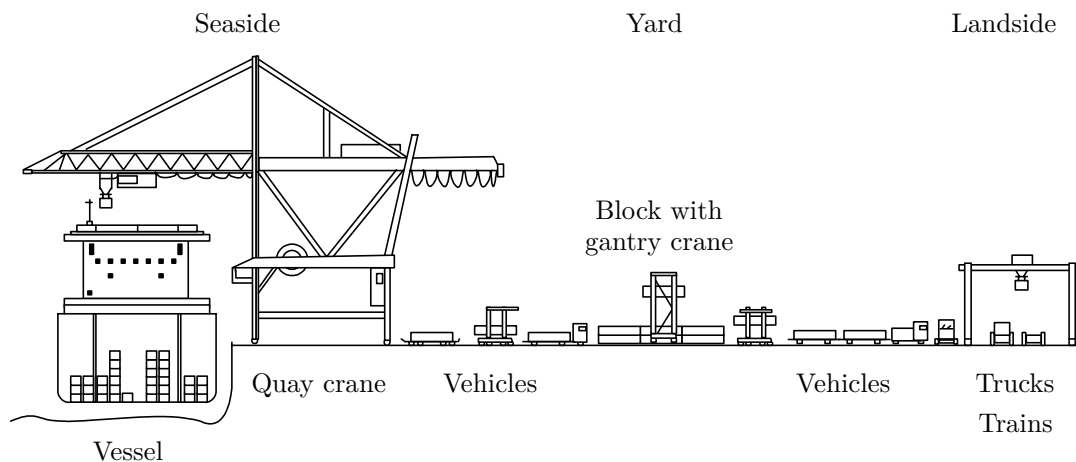 Seaside
Yard
Landside
Block with
gantry crane
Quay crane
Vehicles
Vehicles
Trucks
Trains
Vessel